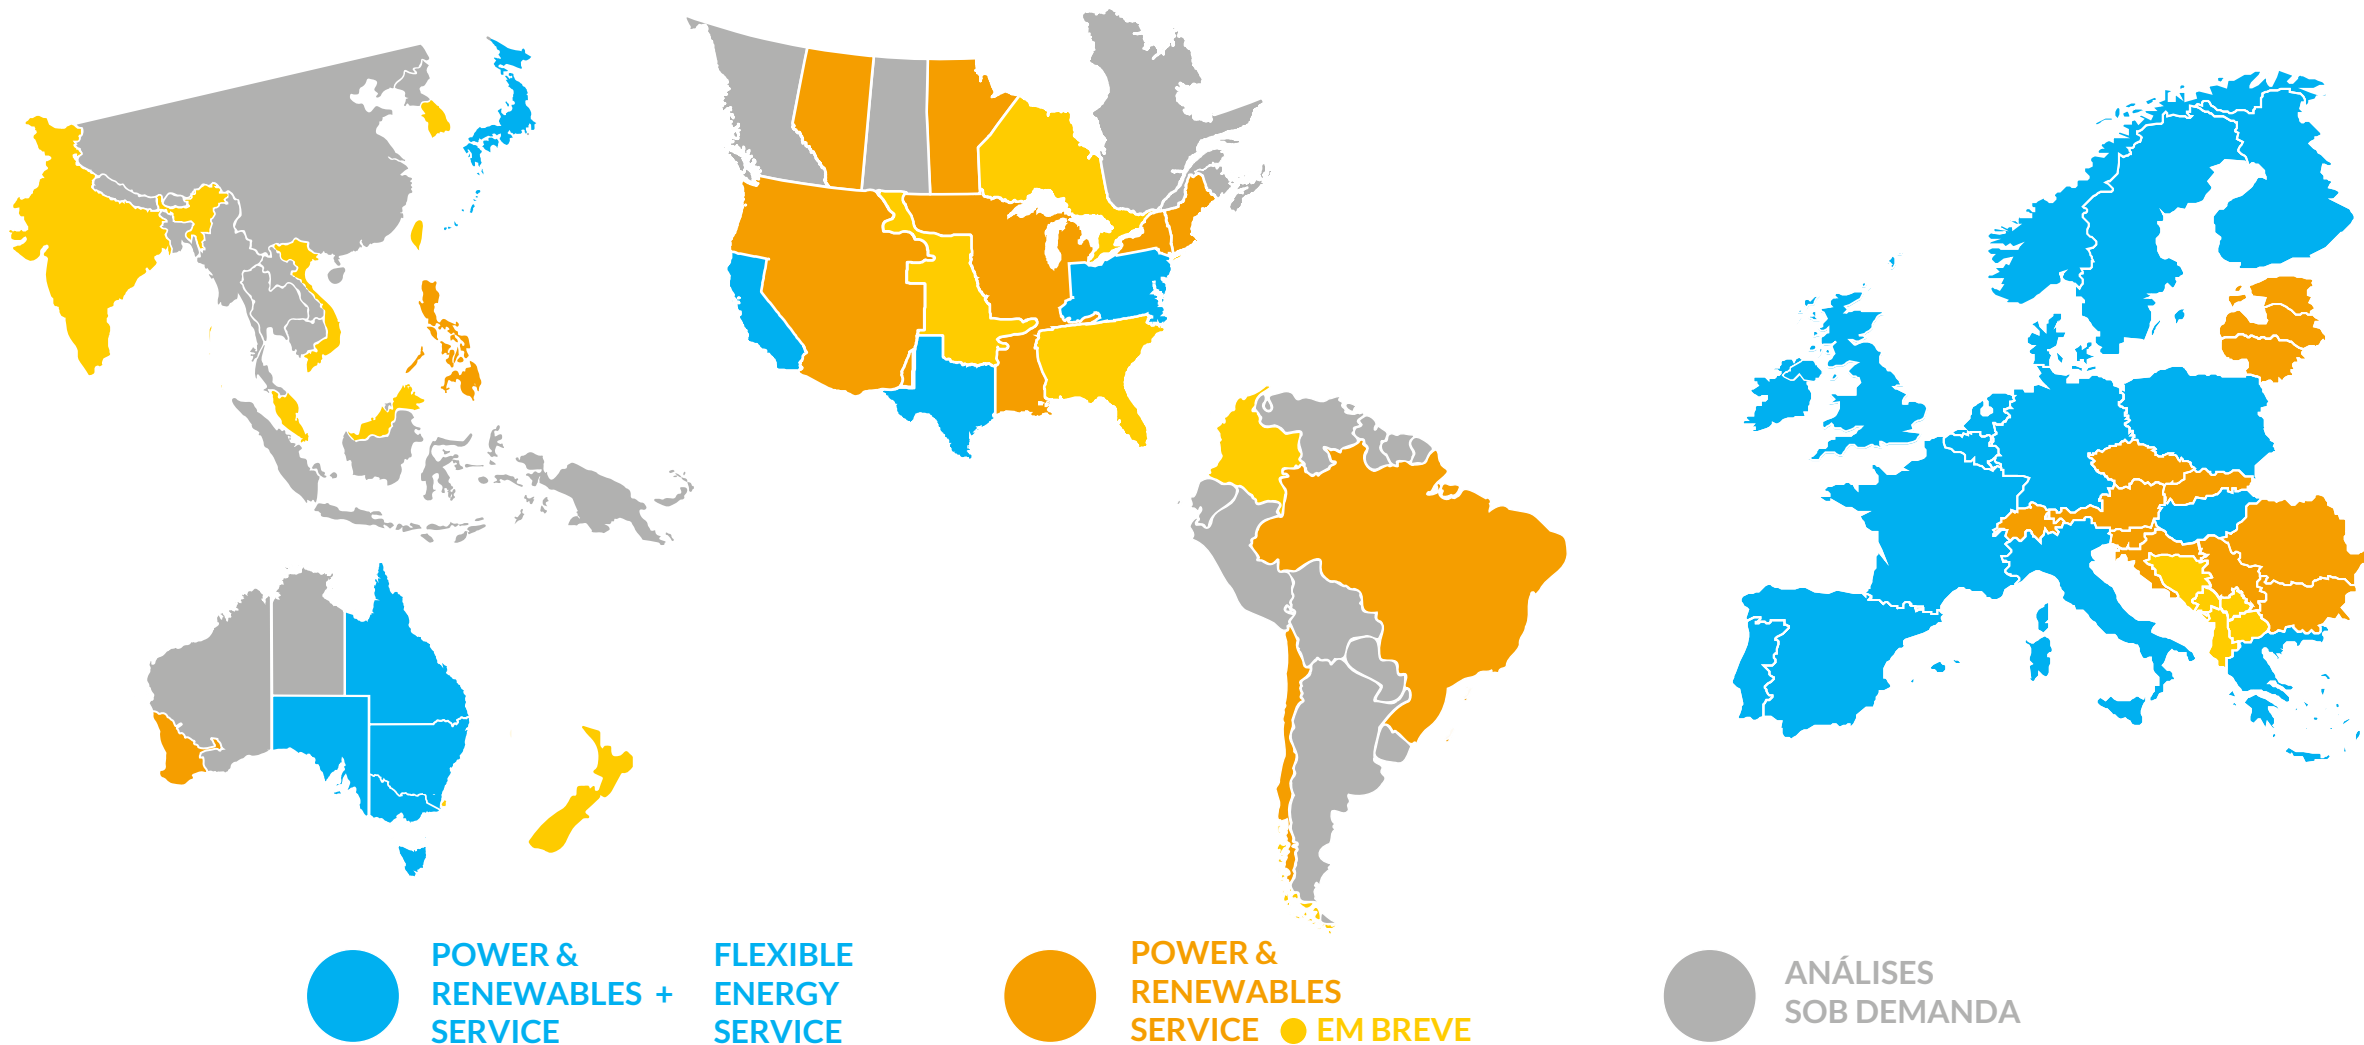 POWER &
RENEWABLES +
SERVICE
FLEXIBLE
ENERGY
SERVICE
POWER &
RENEWABLES
SERVICE
EM BREVE
ANÁLISES
SOB DEMANDA